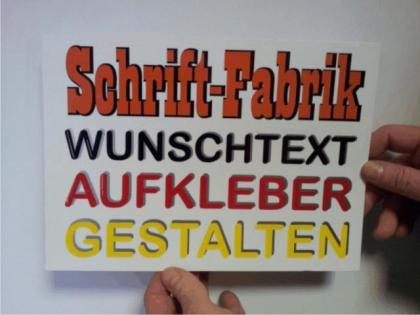 Schrift-Fabrik
WUNSCHTEXT
AUFKLEBER
GESTALTEN